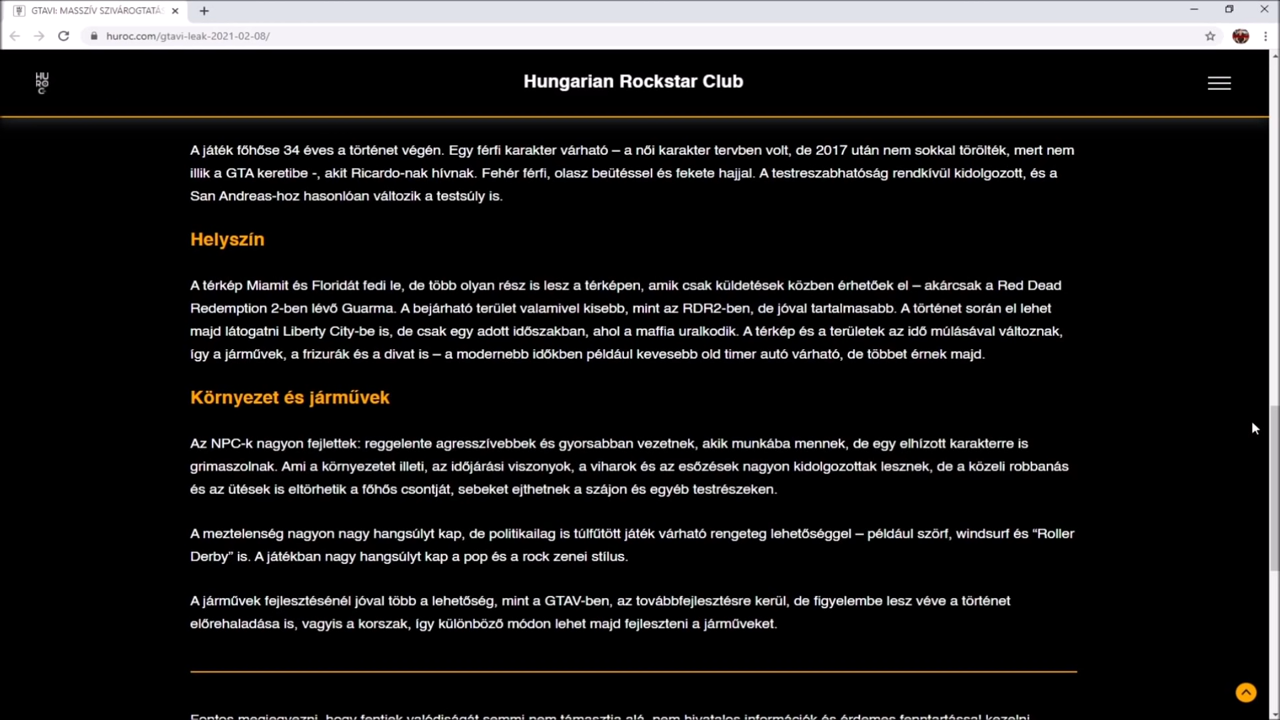 GTAVI: MASSZÍV SZIVÁROGTATÁ
huroc.com/gtavi-leak-2021-02-08/
HU
RO
C
Hungarian Rockstar Club
A játék főhőse 34 éves a történet végén. Egy férfi karakter várható – a női karakter tervben volt, de 2017 után nem sokkal törölték, mert nem
illik a GTA keretibe -, akit Ricardo-nak hívnak. Fehér férfi, olasz beütéssel és fekete hajjal. A testreszabhatóság rendkívül kidolgozott, és a
San Andreas-hoz hasonlóan változik a testsúly is.
Helyszín
A térkép Miamit és Floridát fedi le, de több olyan rész is lesz a térképen, amik csak küldetések közben érhetőek el – akárcsak a Red Dead
Redemption 2-ben lévő Guarma. A bejárható terület valamivel kisebb, mint az RDR2-ben, de jóval tartalmasabb. A történet során el lehet
majd látogatni Liberty City-be is, de csak egy adott időszakban, ahol a maffia uralkodik. A térkép és a területek az idő múlásával változnak,
így a járművek, a frizurák és a divat is – a modernebb időkben például kevesebb old timer autó várható, de többet érnek majd.
Környezet és járművek
Az NPC-k nagyon fejlettek: reggelente agresszívebbek és gyorsabban vezetnek, akik munkába mennek, de egy elhízott karakterre is
grimaszolnak. Ami a környezetet illeti, az időjárási viszonyok, a viharok és az esőzések nagyon kidolgozottak lesznek, de a közeli robbanás
és az ütések is eltörhetik a főhős csontját, sebeket ejthetnek a szájon és egyéb testrészeken.
A meztelenség nagyon nagy hangsúlyt kap, de politikailag is túlfűtött játék várható rengeteg lehetőséggel – például szörf, windsurf és “Roller
Derby” is. A játékban nagy hangsúlyt kap a pop és a rock zenei stílus.
A járművek fejlesztésénél jóval több a lehetőség, mint a GTAV-ben, az továbbfejlesztésre kerül, de figyelembe lesz véve a történet
előrehaladása is, vagyis a korszak, így különböző módon lehet majd fejleszteni a járműveket.
Fontos megjegyezni, hogy fentiek valódiságát semmi nem támasztja alá, nem hivatalos információk és érdemes fenntartással kezelni